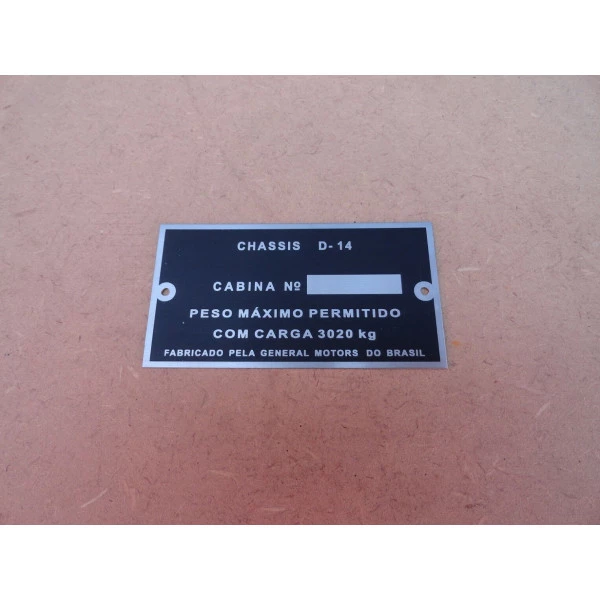 CHASSIS D-14
CABINA Nº
PESO MÁXIMO PERMITIDO
COM CARGA 3020 kg
FABRICADO PELA GENERAL MOTORS DO BRASIL